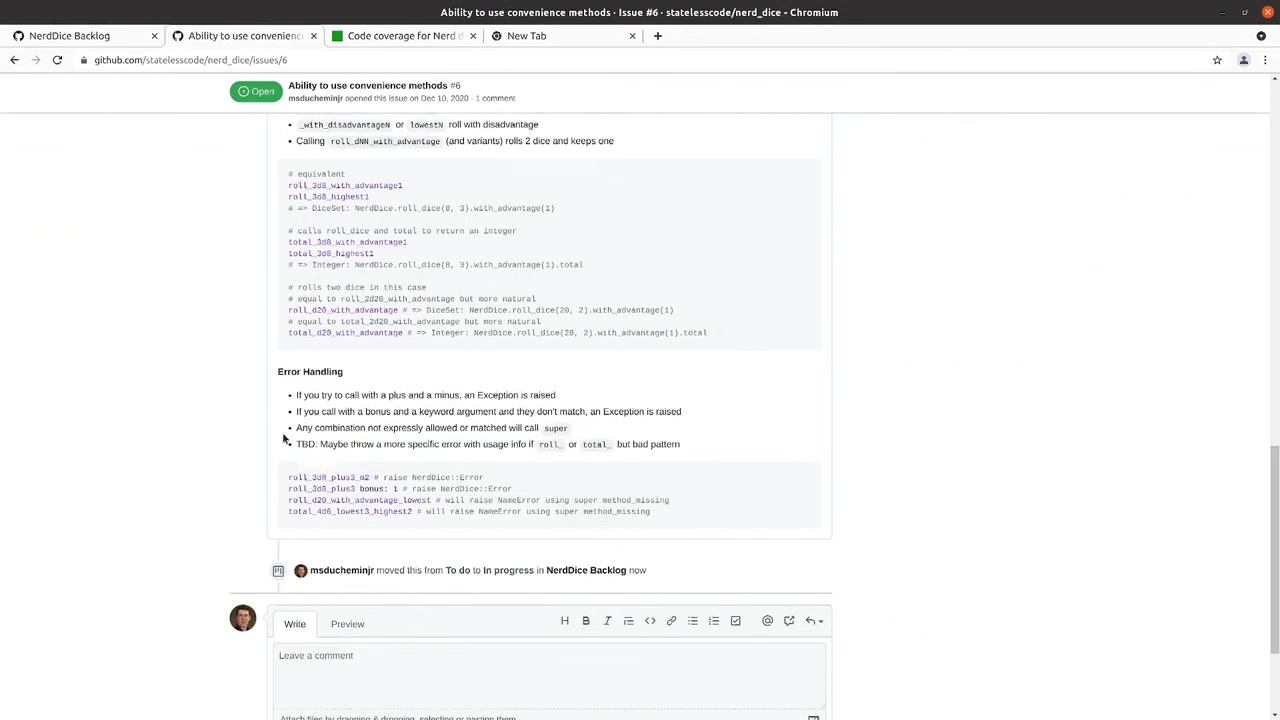 Ability to use convenience methods · Issue #6 · statelesscode/nerd_dice - Chromium
NerdDice Backlog
Ability to use convenienc
Code coverage for Nerd d
New Tab
github.com/statelesscode/nerd_dice/issues/6
Open
Ability to use convenience methods #6
msducheminjr opened this issue on Dec 10, 2020 · 1 comment
_with_disadvantageN or lowestN roll with disadvantage
Calling roll_dNN_with_advantage (and variants) rolls 2 dice and keeps one
# equivalent
roll_3d8_with_advantage1
roll_3d8_highest1
# => DiceSet: NerdDice.roll_dice(8, 3).with_advantage(1)
# calls roll_dice and total to return an integer
total_3d8_with_advantage1
total_3d8_highest1
# => Integer: NerdDice.roll_dice(8, 3).with_advantage(1).total
# rolls two dice in this case
# equal to roll_2d20_with_advantage but more natural
roll_d20_with_advantage # => DiceSet: NerdDice.roll_dice(20, 2).with_advantage(1)
# equal to total_2d20_with_advantage but more natural
total_d20_with_advantage # => Integer: NerdDice.roll_dice(20, 2).with_advantage(1).total
Error Handling
If you try to call with a plus and a minus, an Exception is raised
If you call with a bonus and a keyword argument and they don't match, an Exception is raised
Any combination not expressly allowed or matched will call super
TBD: Maybe throw a more specific error with usage info if roll_ or total_ but bad pattern
roll_3d8_plus3_m2 # raise NerdDice::Error
roll_3d8_plus3 bonus: 1 # raise NerdDice::Error
roll_d20_with_advantage_lowest # will raise NameError using super method_missing
total_4d6_lowest3_highest2 # will raise NameError using super method_missing
msducheminjr moved this from To do to In progress in NerdDice Backlog now
Write
Preview
Leave a comment
Attach files by dragging & dropping, selecting or pasting them.